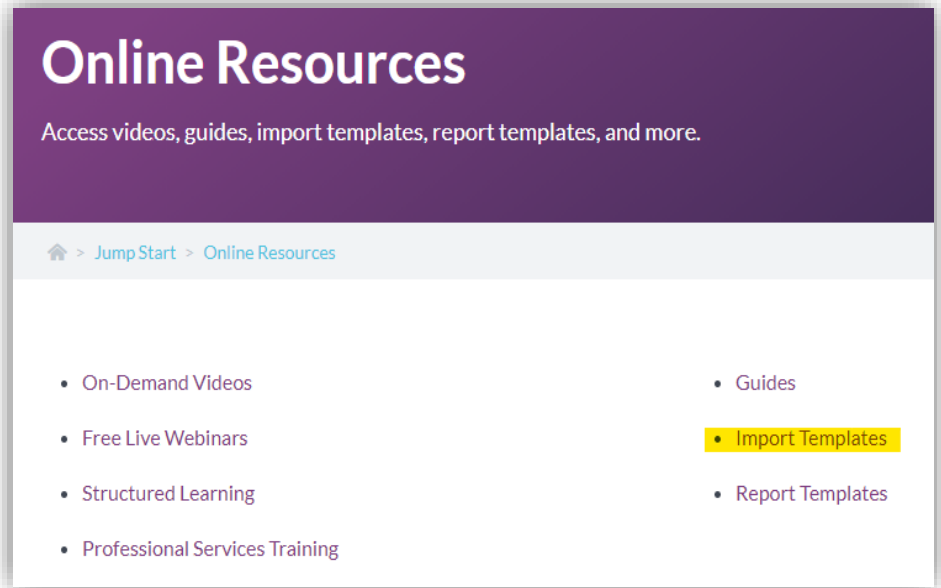 Online Resources
Access videos, guides, import templates, report templates, and more.
> Jump Start > Online Resources
• On-Demand Videos
• Free Live Webinars
• Structured Learning
• Professional Services Training
• Guides
• Import Templates
• Report Templates